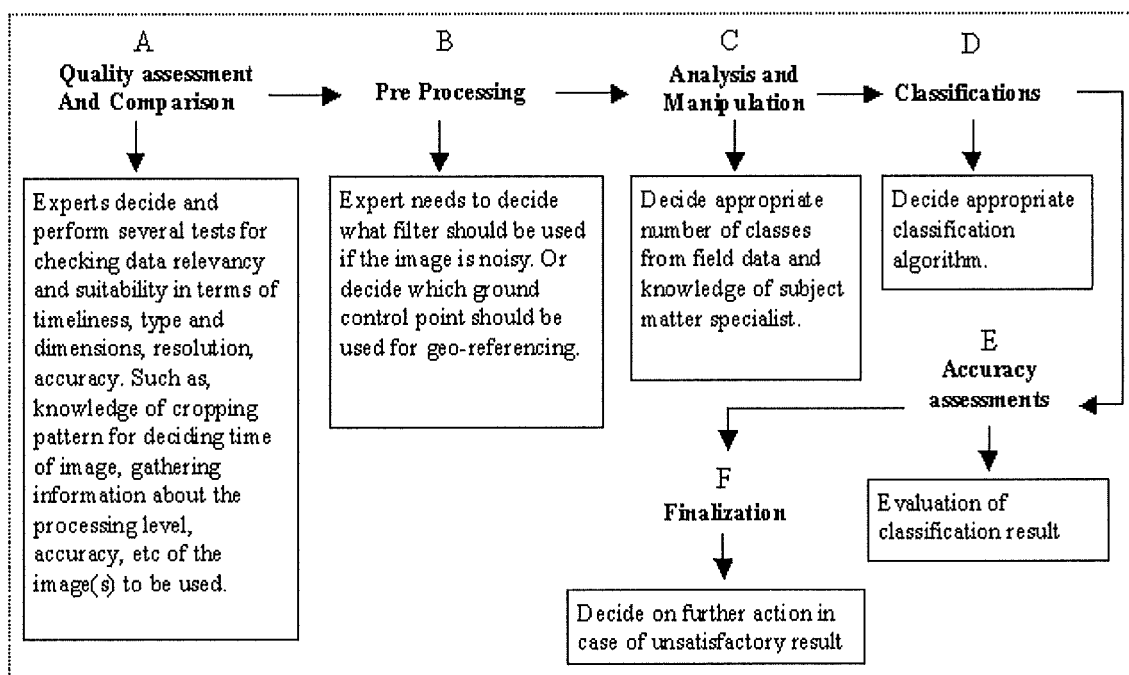 A
Quality assessment
And Comparison
B
Pre Processing
C
Analysis and
Manipulation
D
Classifications
Experts decide and
perform several tests for
checking data relevancy
and suitability in terms of
timeliness, type and
dimensions, resolution,
accuracy. Such as,
knowledge of cropping
pattern for deciding time
of image, gathering
information about the
processing level,
accuracy, etc of the
image(s) to be used.
Expert needs to decide
what filter should be used
if the image is noisy. Or
decide which ground
control point should be
used for geo-referencing.
Decide appropriate
number of classes
from field data and
knowledge of subject
matter specialist.
Decide appropriate
classification
algorithm.
E
Accuracy
assessments
F
Finalization
Evaluation of
classification result
Decide on further action in
case of unsatisfactory result